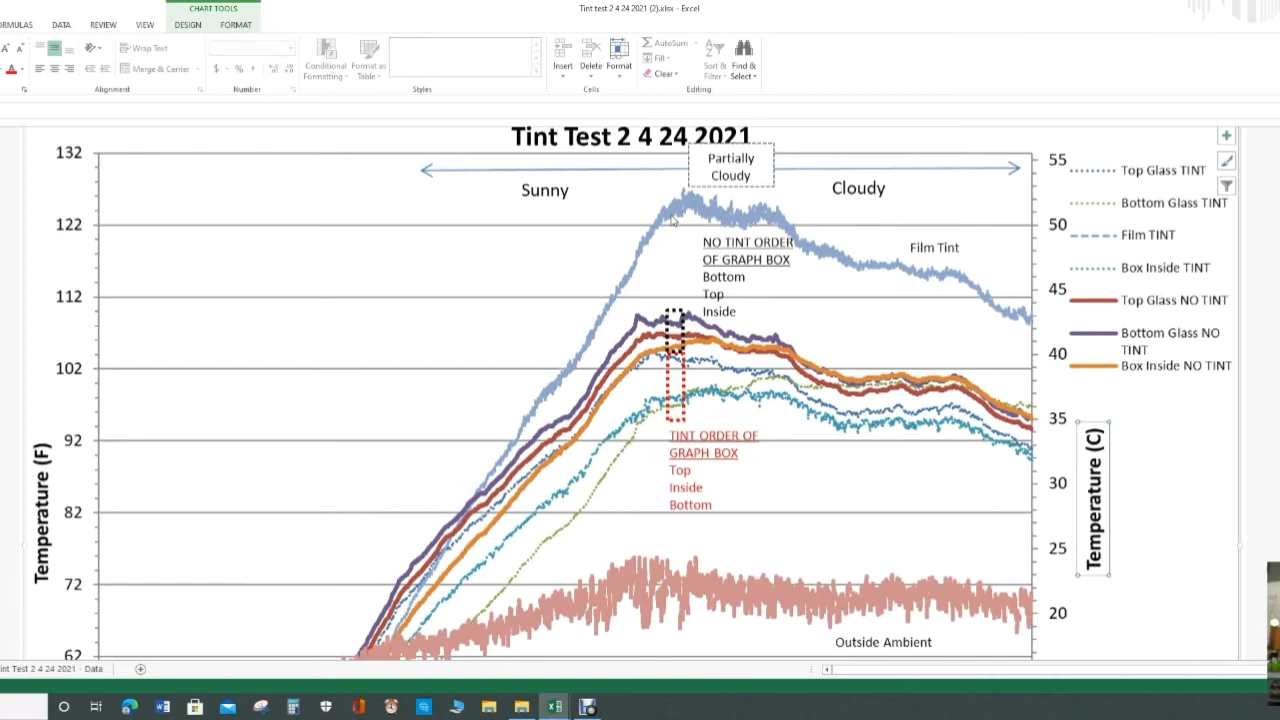 CHART TOOLS
Tint test 2 4 24 2021 (2).xlsx - Excel
ORMULAS DATA REVIEW VIEW DESIGN FORMAT
Wrap Text
Merge & Center
$ - % ,
Conditional Formatting
Format as Table
Insert Delete Format
AutoSum
Fill
Clear
Sort & Filter
Find & Select
Alignment Number Styles Cells Editing
Tint Test 2 4 24 2021
132
122
112
102
92
82
72
62
Temperature (F)
Sunny
Partially
Cloudy
Cloudy
NO TINT ORDER
OF GRAPH BOX
Bottom
Top
Inside
Film Tint
TINT ORDER OF
GRAPH BOX
Top
Inside
Bottom
Outside Ambient
55
50
45
40
35
30
25
20
Temperature (C)
Top Glass TINT
Bottom Glass TINT
Film TINT
Box Inside TINT
Top Glass NO TINT
Bottom Glass NO
TINT
Box Inside NO TINT
int Test 2 4 24 2021 - Data